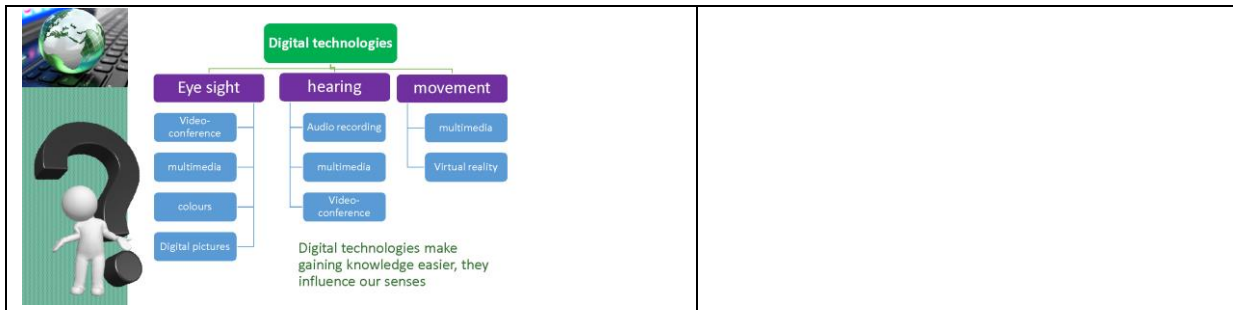 Digital technologies
Eye sight
Video-
conference
multimedia
colours
Digital pictures
hearing
Audio recording
multimedia
Video-
conference
movement
multimedia
Virtual reality
Digital technologies make
gaining knowledge easier, they
influence our senses